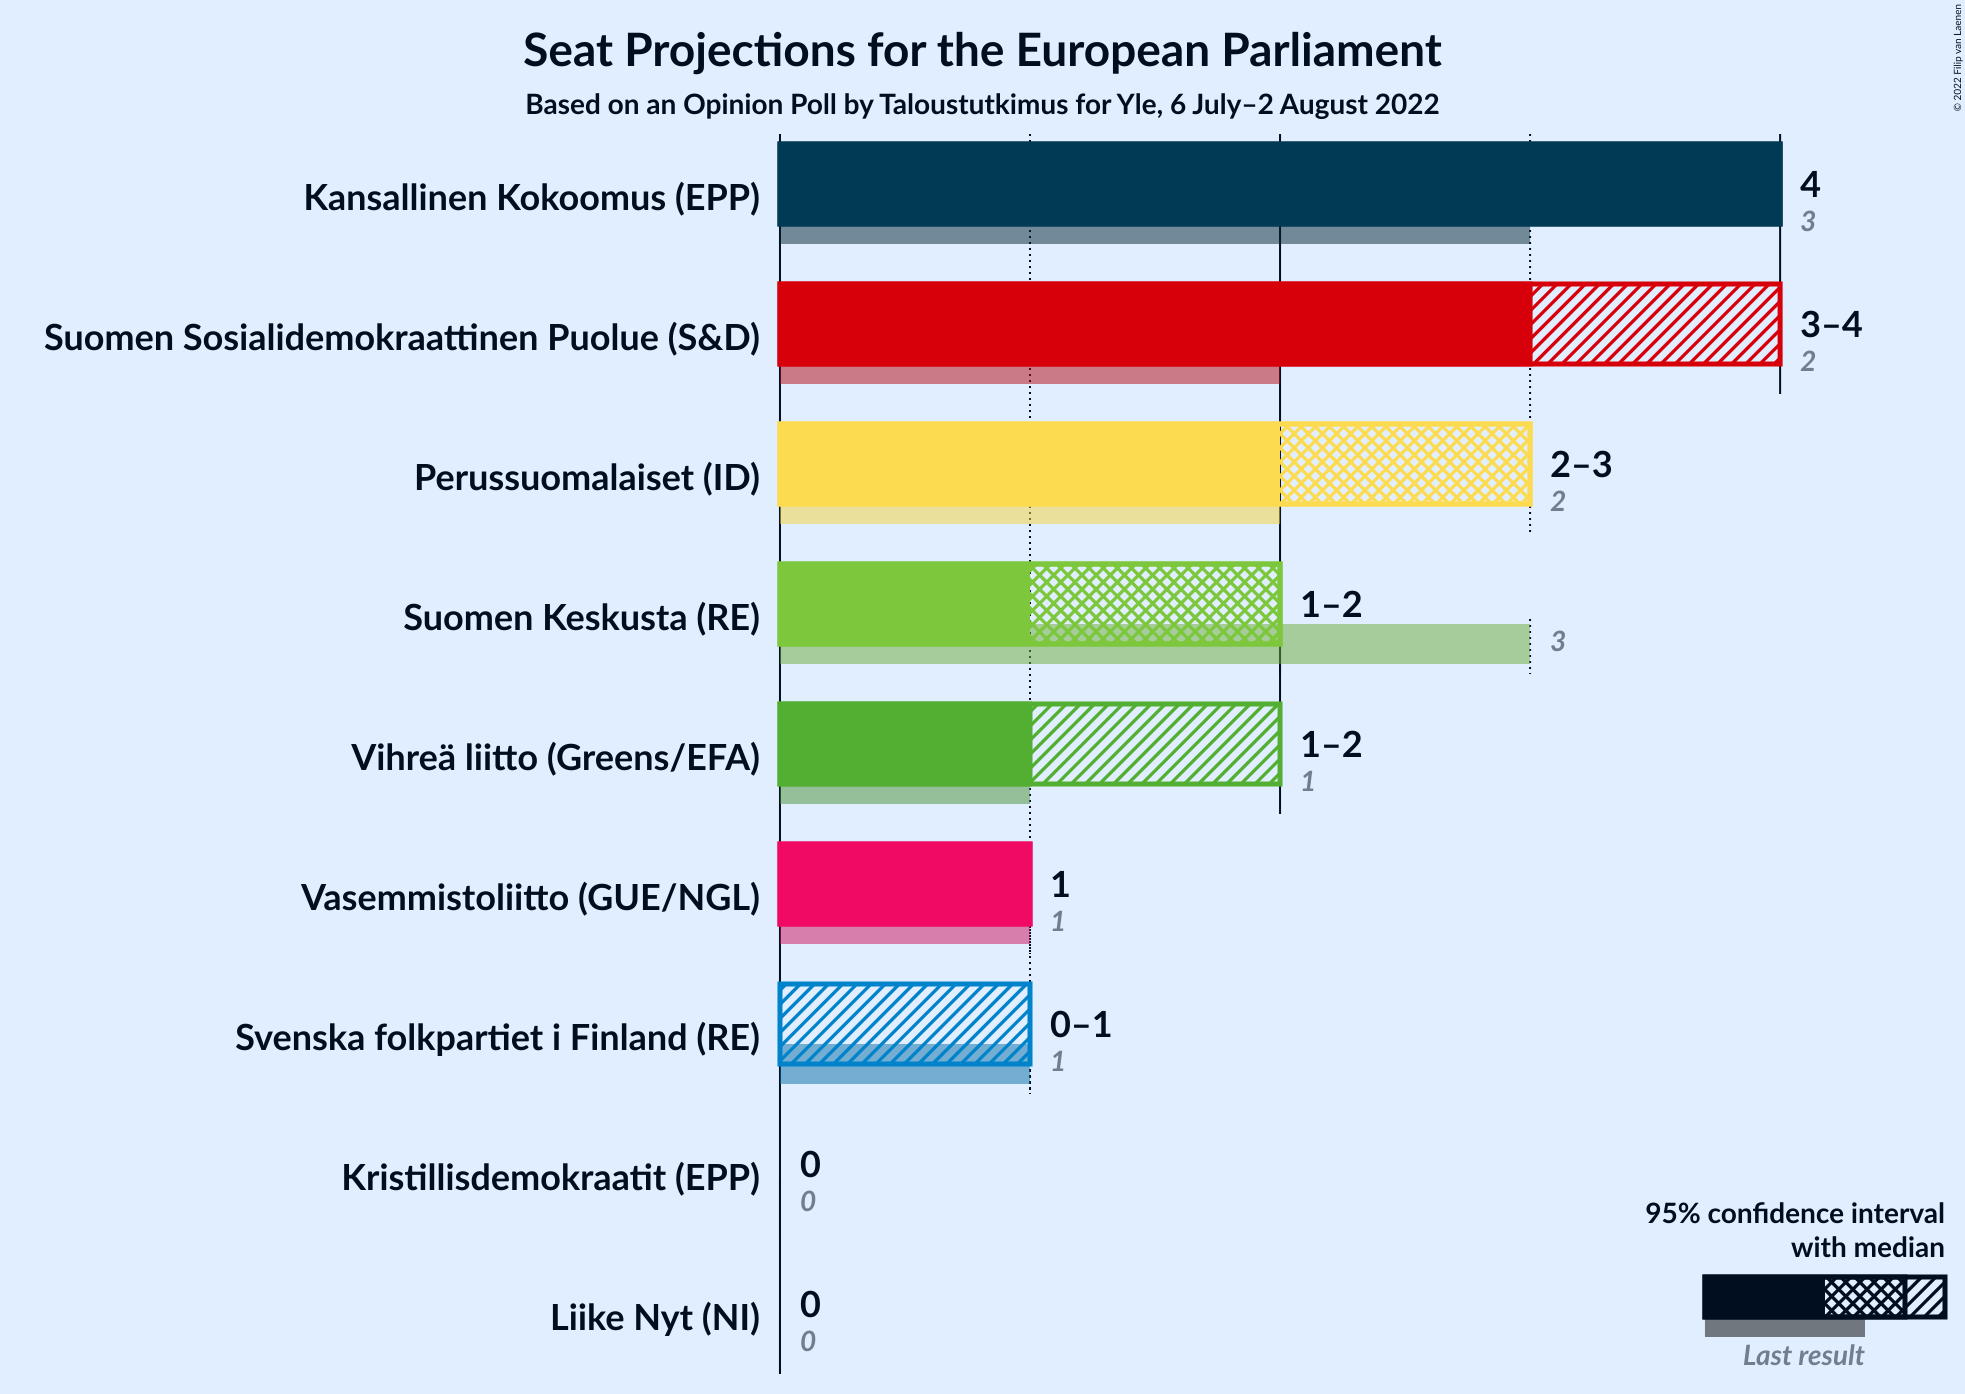 Seat Projections for the European Parliament
Based on an Opinion Poll by Taloustutkimus for Yle, 6 July–2 August 2022
© 2022 Filip van Laenen
Kansallinen Kokoomus (EPP)
4
3
Suomen Sosialidemokraattinen Puolue (S&D)
3–4
2
Perussuomalaiset (ID)
2–3
2
Suomen Keskusta (RE)
1–2
3
Vihreä liitto (Greens/EFA)
1–2
1
Vasemmistoliitto (GUE/NGL)
1
1
Svenska folkpartiet i Finland (RE)
0–1
1
Kristillisdemokraatit (EPP)
0
0
Liike Nyt (NI)
0
0
95% confidence interval
with median
Last result